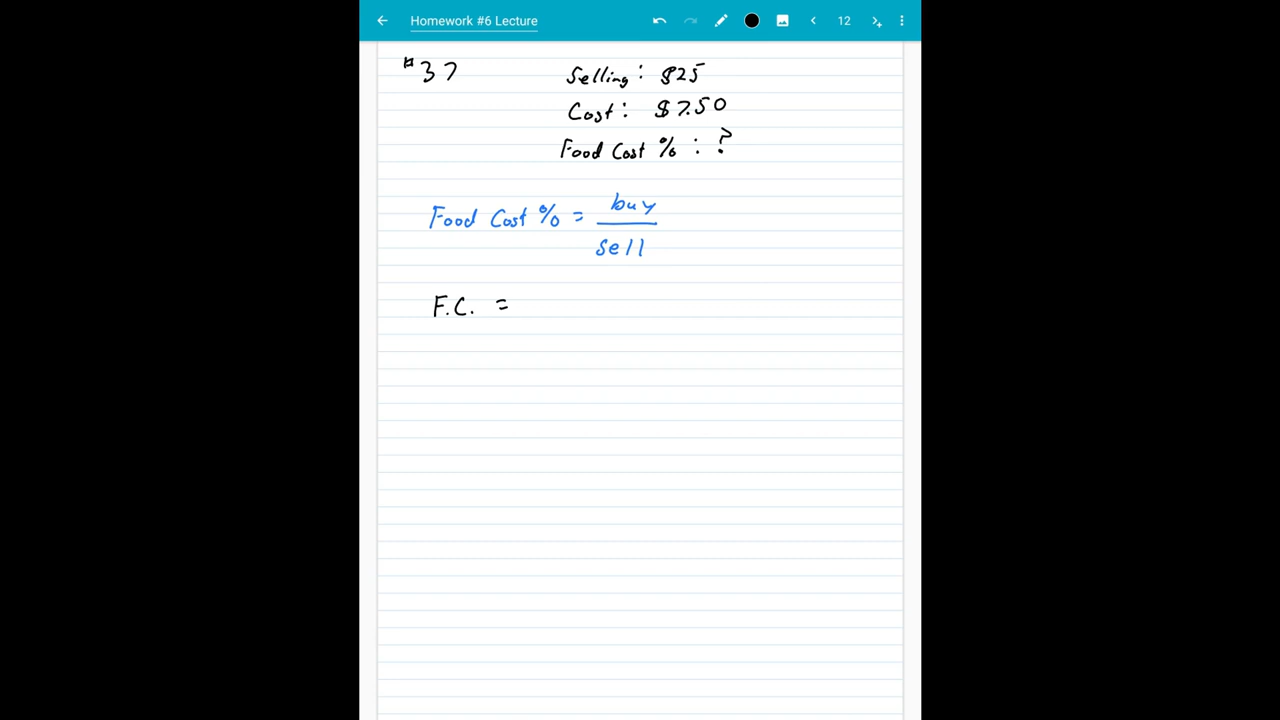 Homework #6 Lecture
12
#37
Selling: $25
Cost: $7.50
Food Cost %: ?
Food Cost % = buy
sell
F.C. =